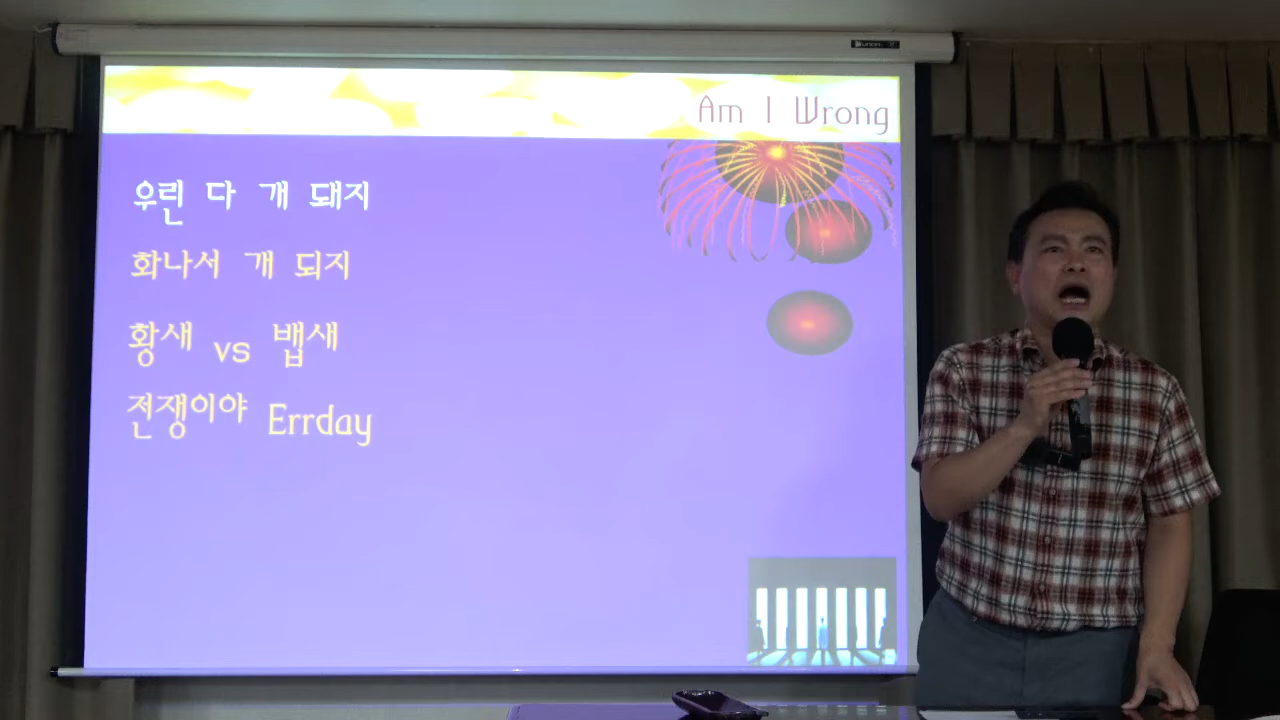 Am I Wrong
우린 다 개 돼지
화나서 개 되지
황새 vs 뱁새
전쟁이야 Errday